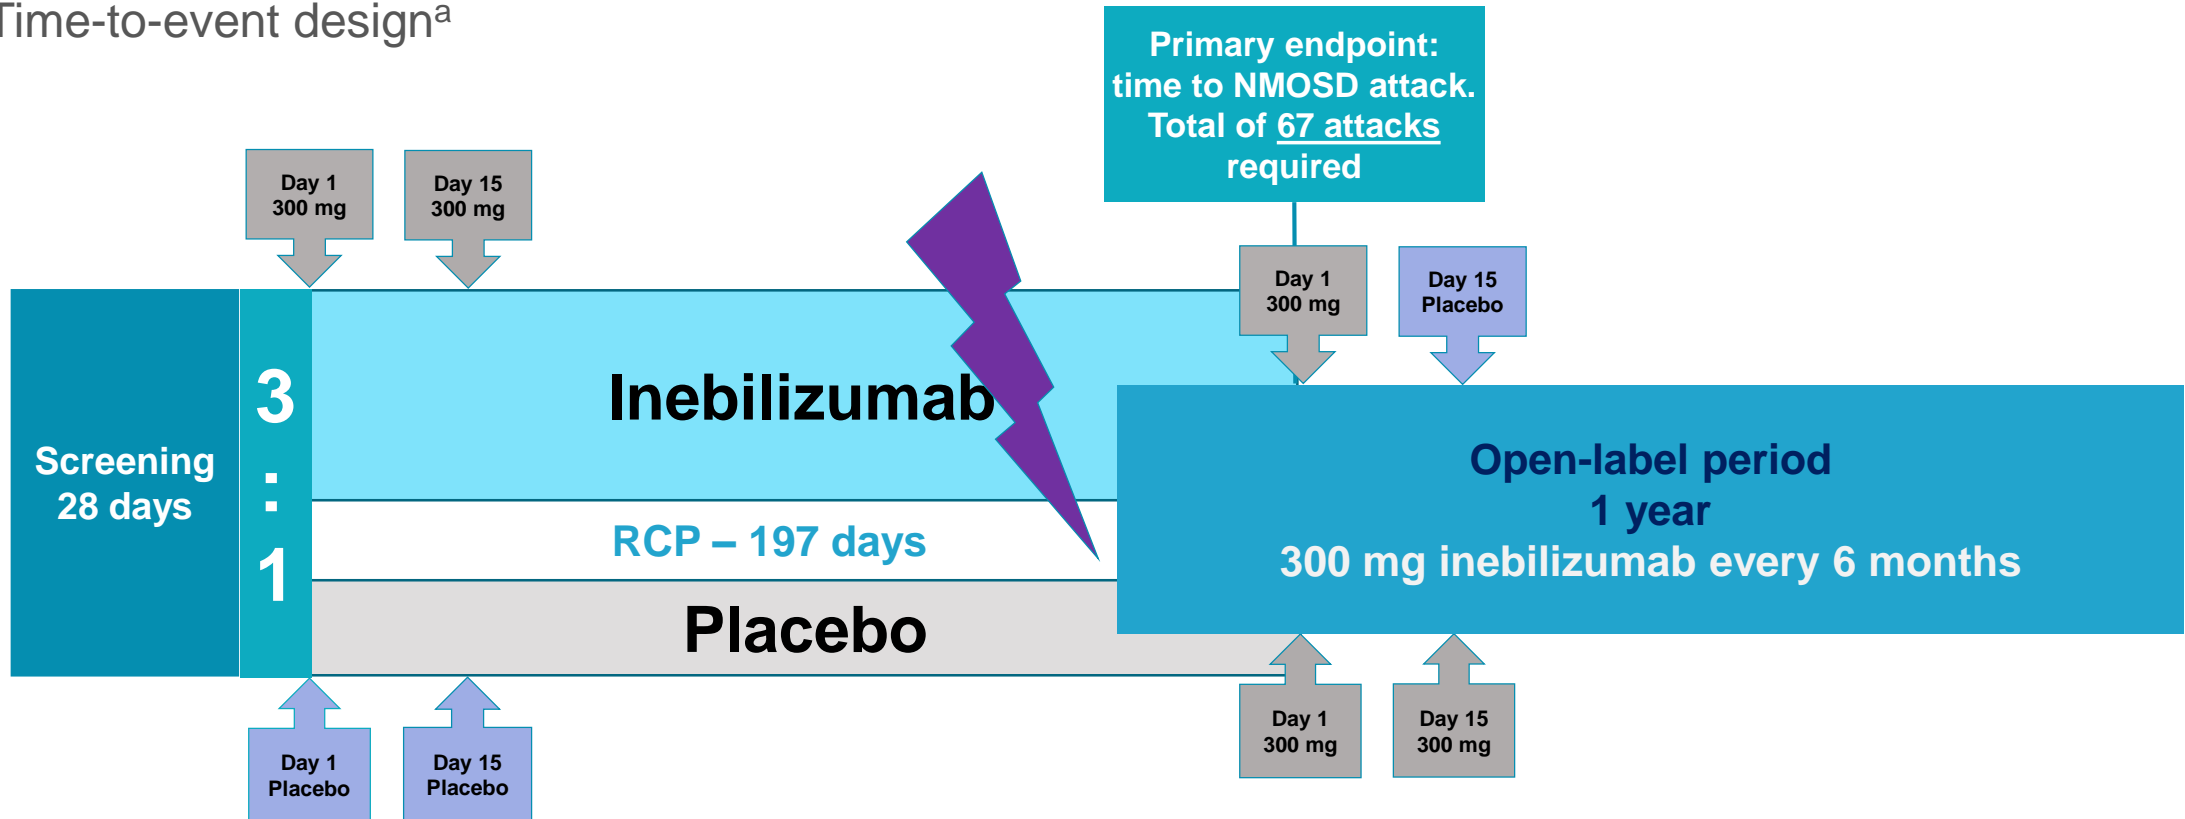 Time-to-event designᵃ
Primary endpoint:
time to NMOSD attack.
Total of 67 attacks
required
Day 1
300 mg
Day 15
300 mg
Day 1
300 mg
Day 15
Placebo
Screening
28 days
3
:
1
Inebilizumab
RCP – 197 days
Placebo
Open-label period
1 year
300 mg inebilizumab every 6 months
Day 1
Placebo
Day 15
Placebo
Day 1
300 mg
Day 15
300 mg